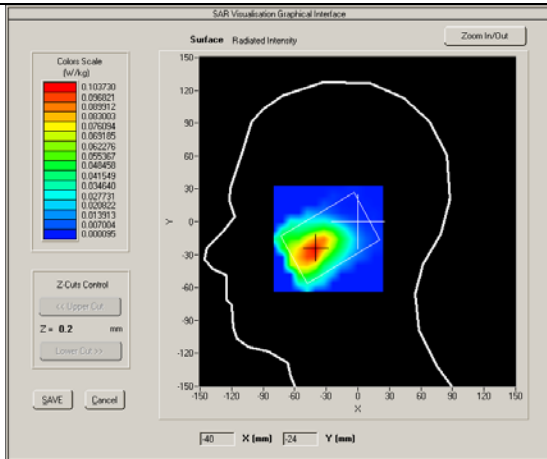 SAR Visualisation Graphical Interface
Surface Radiated Intensity
Zoom In/Out
Colors Scale
(W/kg)
0.103730
0.096821
0.089912
0.083003
0.076094
0.069185
0.062276
0.055367
0.048458
0.041549
0.034640
0.027731
0.020822
0.013913
0.007004
0.000095
150
120
90
60
30
0
-30
-60
-90
-120
-150
Y
-150 -120 -90 -60 -30 0 30 60 90 120 150
X
Z-Cuts Control
<< Upper Cut
Z = 0.2 mm
Lower Cut >>
SAVE Cancel
-40 X (mm) -24 Y (mm)